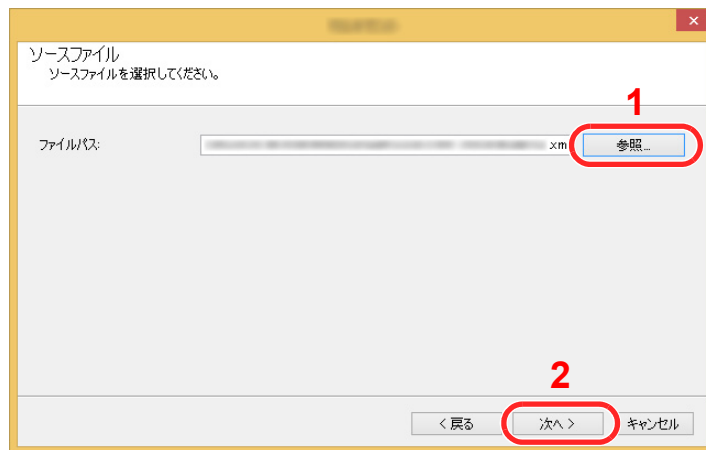 ×
ソースファイル
ソースファイルを選択してください。
1
ファイルパス:
.xm
参照...
2
< 戻る
次へ >
キャンセル